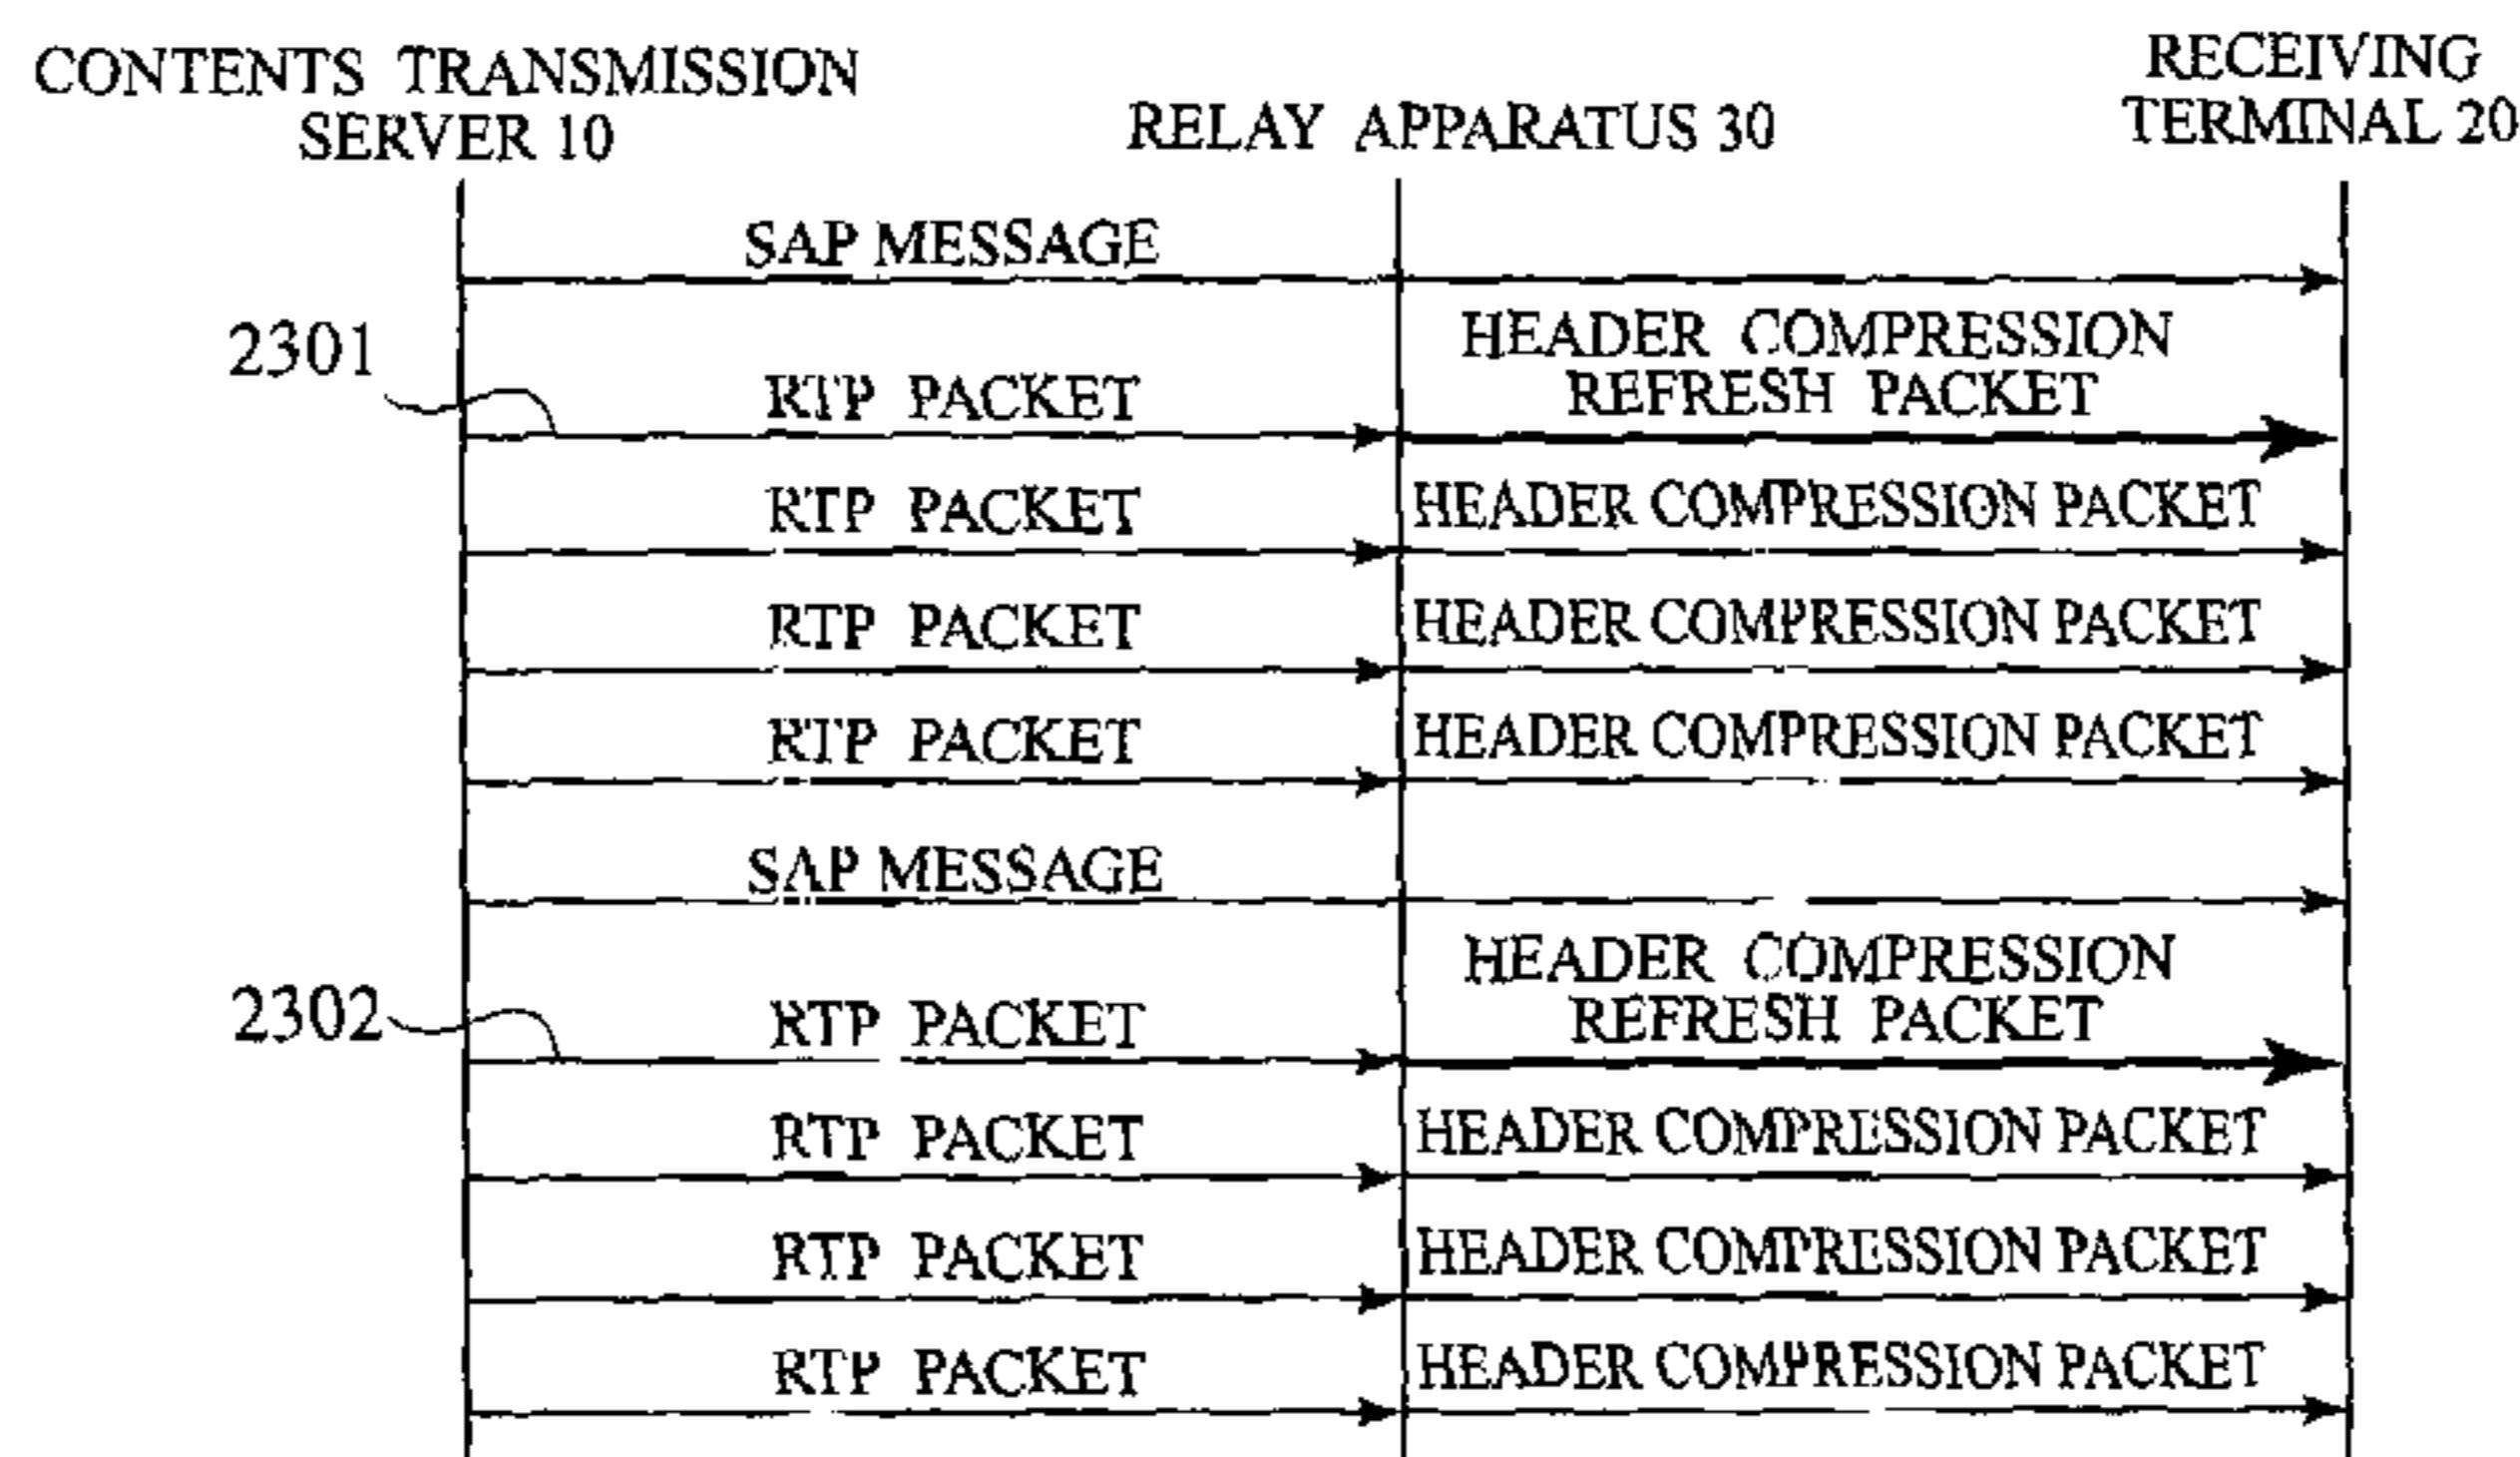 CONTENTS TRANSMISSION
SERVER 10
RELAY APPARATUS 30
RECEIVING
TERMINAL 20
SAP MESSAGE
2301
RTP PACKET
HEADER COMPRESSION
REFRESH PACKET
RTP PACKET
HEADER COMPRESSION PACKET
RTP PACKET
HEADER COMPRESSION PACKET
RTP PACKET
HEADER COMPRESSION PACKET
SAP MESSAGE
2302
RTP PACKET
HEADER COMPRESSION
REFRESH PACKET
RTP PACKET
HEADER COMPRESSION PACKET
RTP PACKET
HEADER COMPRESSION PACKET
RTP PACKET
HEADER COMPRESSION PACKET